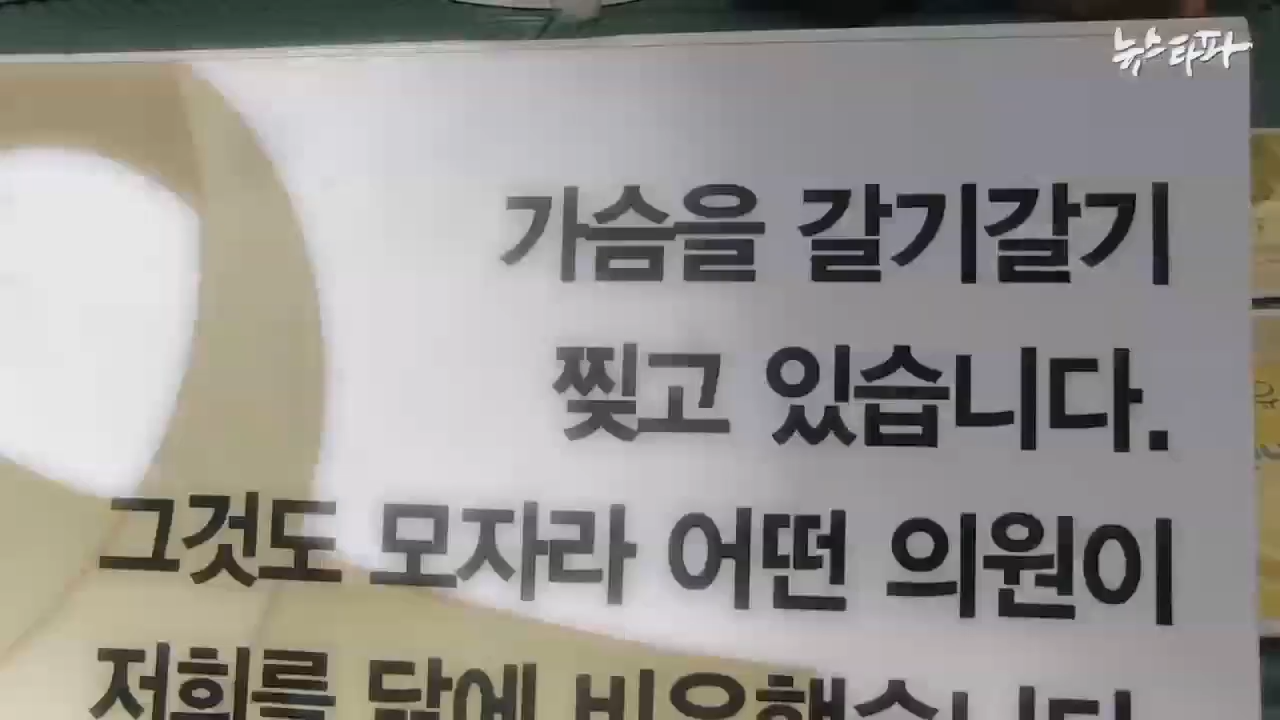 뉴스타파
가슴을 갈기갈기
찢고 있습니다.
그것도 모자라 어떤 의원이
저희를 닭에 비유했습니다.